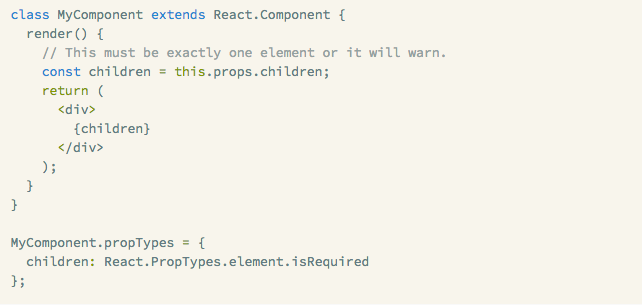 class MyComponent extends React.Component {
  render() {
    // This must be exactly one element or it will warn.
    const children = this.props.children;
    return (
      <div>
        {children}
      </div>
    );
  }
}

MyComponent.propTypes = {
  children: React.PropTypes.element.isRequired
};